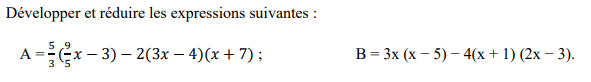 Développer et réduire les expressions suivantes :
A = 5/3 (9/5 x – 3) – 2(3x – 4)(x + 7) ; B = 3x (x – 5) – 4(x + 1) (2x – 3).